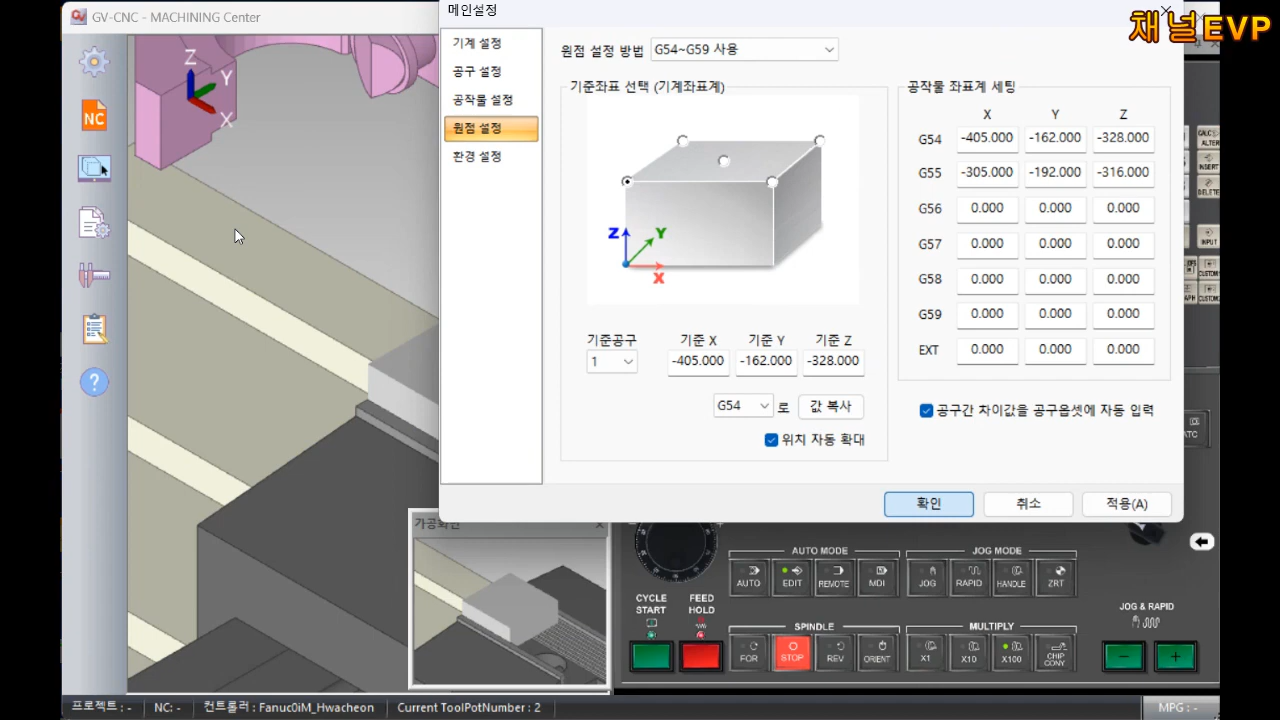 GV-CNC - MACHINING Center
메인설정
채널EVP
NC
Z
Y
X
기계 설정
공구 설정
공작물 설정
원점 설정
환경 설정
원점 설정 방법
G54~G59 사용
기준좌표 선택 (기계좌표계)
Z
Y
X
기준공구
기준 X
기준 Y
기준 Z
1
-405.000
-162.000
-328.000
G54
로
값 복사
위치 자동 확대
공작물 좌표계 세팅
X Y Z
G54 -405.000 -162.000 -328.000
G55 -305.000 -192.000 -316.000
G56 0.000 0.000 0.000
G57 0.000 0.000 0.000
G58 0.000 0.000 0.000
G59 0.000 0.000 0.000
EXT 0.000 0.000 0.000
공구간 차이값을 공구옵셋에 자동 입력
확인
취소
적용(A)
INSERT
INPUT
가공화면
CYCLE START
FEED HOLD
AUTO MODE
AUTO
EDIT
REMOTE
MDI
JOG MODE
JOG
RAPID
HANDLE
ZRT
SPINDLE
FOR
STOP
REV
ORIENT
MULTIPLY
X1
X10
X100
CHIP CONY
JOG & RAPID
프로젝트 : -
NC: -
컨트롤러 : Fanuc0iM_Hwacheon
Current ToolPotNumber : 2
MPG : -